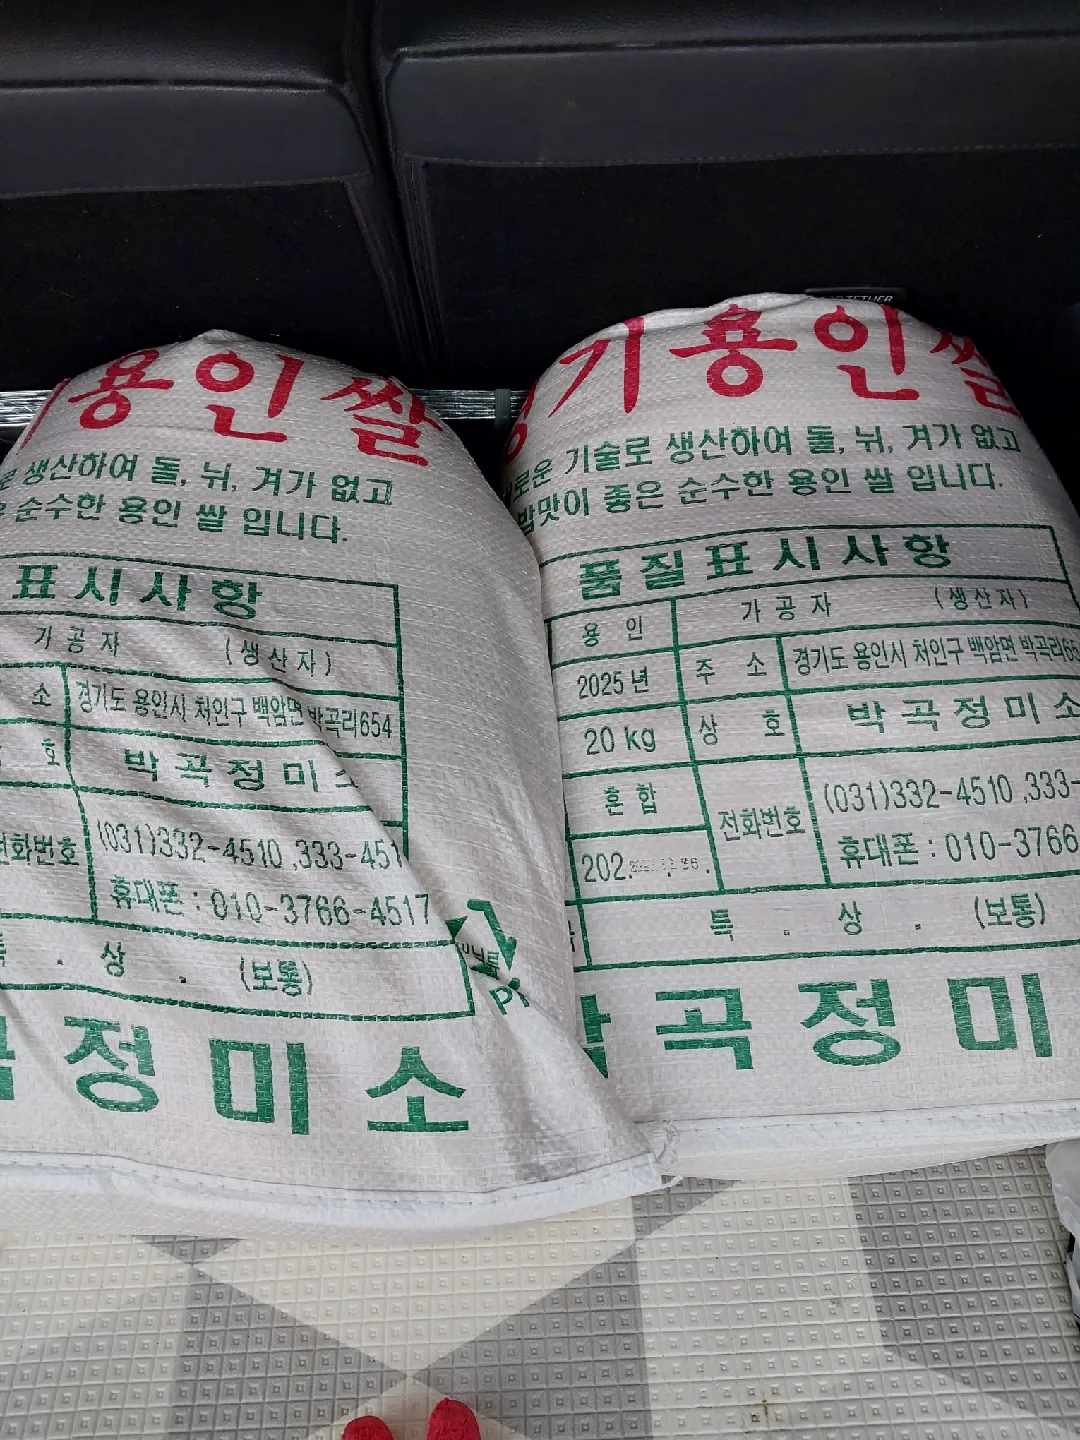 용인쌀
생산하여 돌, 뉘, 겨가 없고
순수한 용인 쌀 입니다.
표시사항
가공자 (생산자)
소 경기도 용인시 처인구 백암면 박곡리654
호 박곡정미소
전화번호 (031)332-4510 ,333-451
휴대폰 : 010-3766-4517
. 상 . (보통)
정미소
기용인쌀
로운 기술로 생산하여 돌, 뉘, 겨가 없고
밥맛이 좋은 순수한 용인 쌀 입니다.
품질표시사항
용인 가공자 (생산자)
2025년 주소 경기도 용인시 처인구 백암면 박곡리65
20 kg 상호 박곡정미소
혼합 전화번호 (031)332-4510 ,333-
202 휴대폰 : 010-3766
특 . 상 . (보통)
곡정미
TETHER